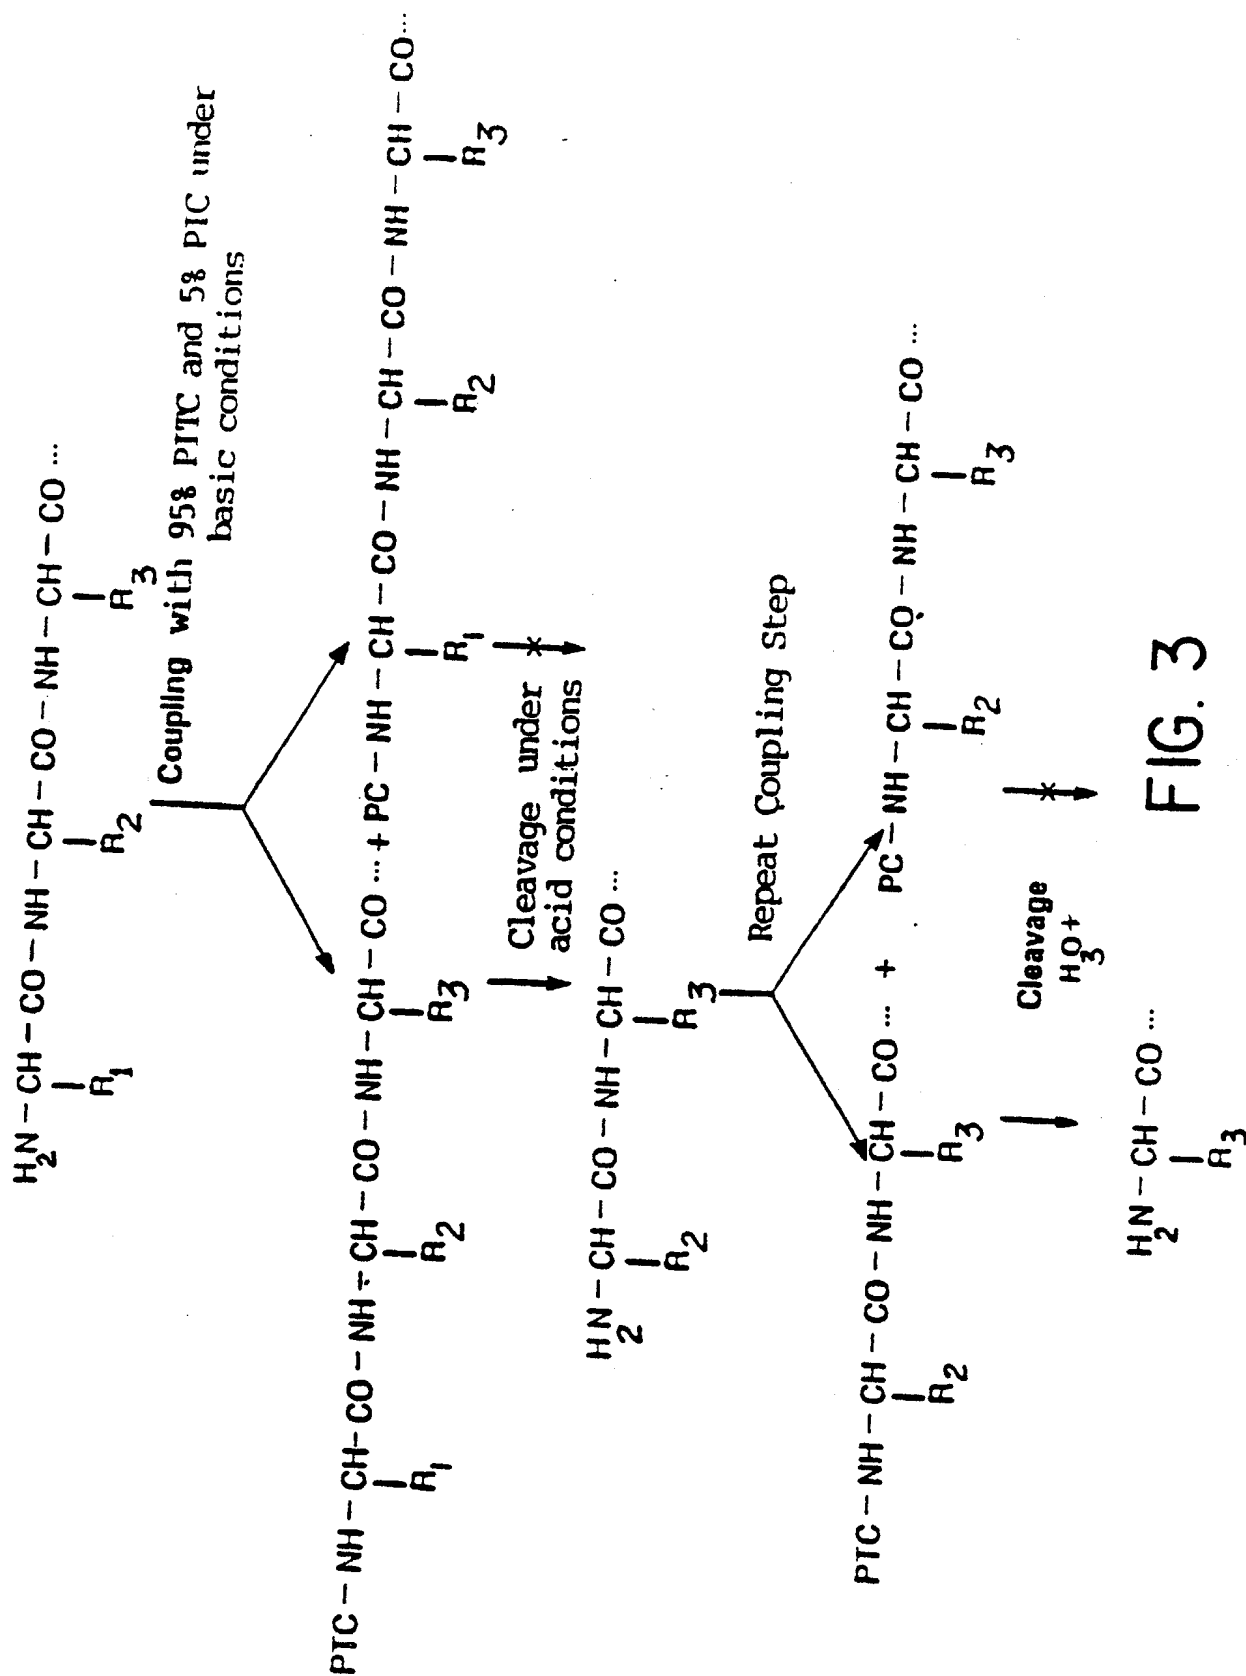 H2N–CH–CO–NH–CH–CO–NH–CH–CO...
R1 R2 R3
Coupling with 95% PITC and 5% PIC under
basic conditions
PTC–NH–CH–CO–NH–CH–CO–NH–CH–CO...+PC–NH–CH–CO–NH–CH–CO–NH–CH–CO...
R1 R2 R3 R1 R2 R3
Cleavage under
acid conditions
H2N–CH–CO–NH–CH–CO...
R2 R3
Repeat Coupling Step
PTC–NH–CH–CO–NH–CH–CO... + PC–NH–CH–CO–NH–CH–CO...
R2 R3 R2 R3
Cleavage
H3O+
H2N–CH–CO...
R3
FIG. 3